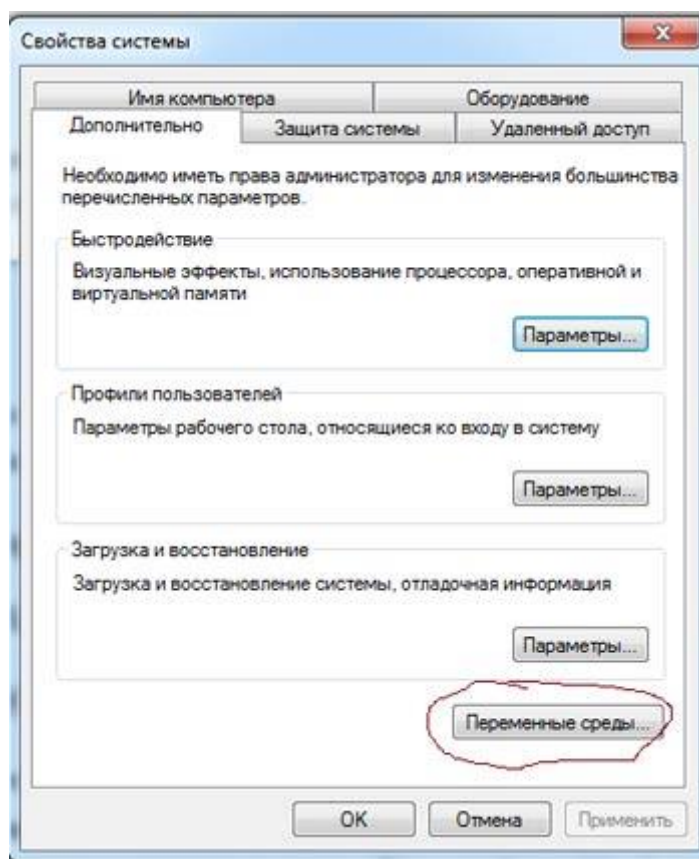 Свойства системы
Имя компьютера
Оборудование
Дополнительно
Защита системы
Удаленный доступ
Необходимо иметь права администратора для изменения большинства
перечисленных параметров.
Быстродействие
Визуальные эффекты, использование процессора, оперативной и
виртуальной памяти
Параметры...
Профили пользователей
Параметры рабочего стола, относящиеся ко входу в систему
Параметры...
Загрузка и восстановление
Загрузка и восстановление системы, отладочная информация
Параметры...
Переменные среды...
OK
Отмена
Применить